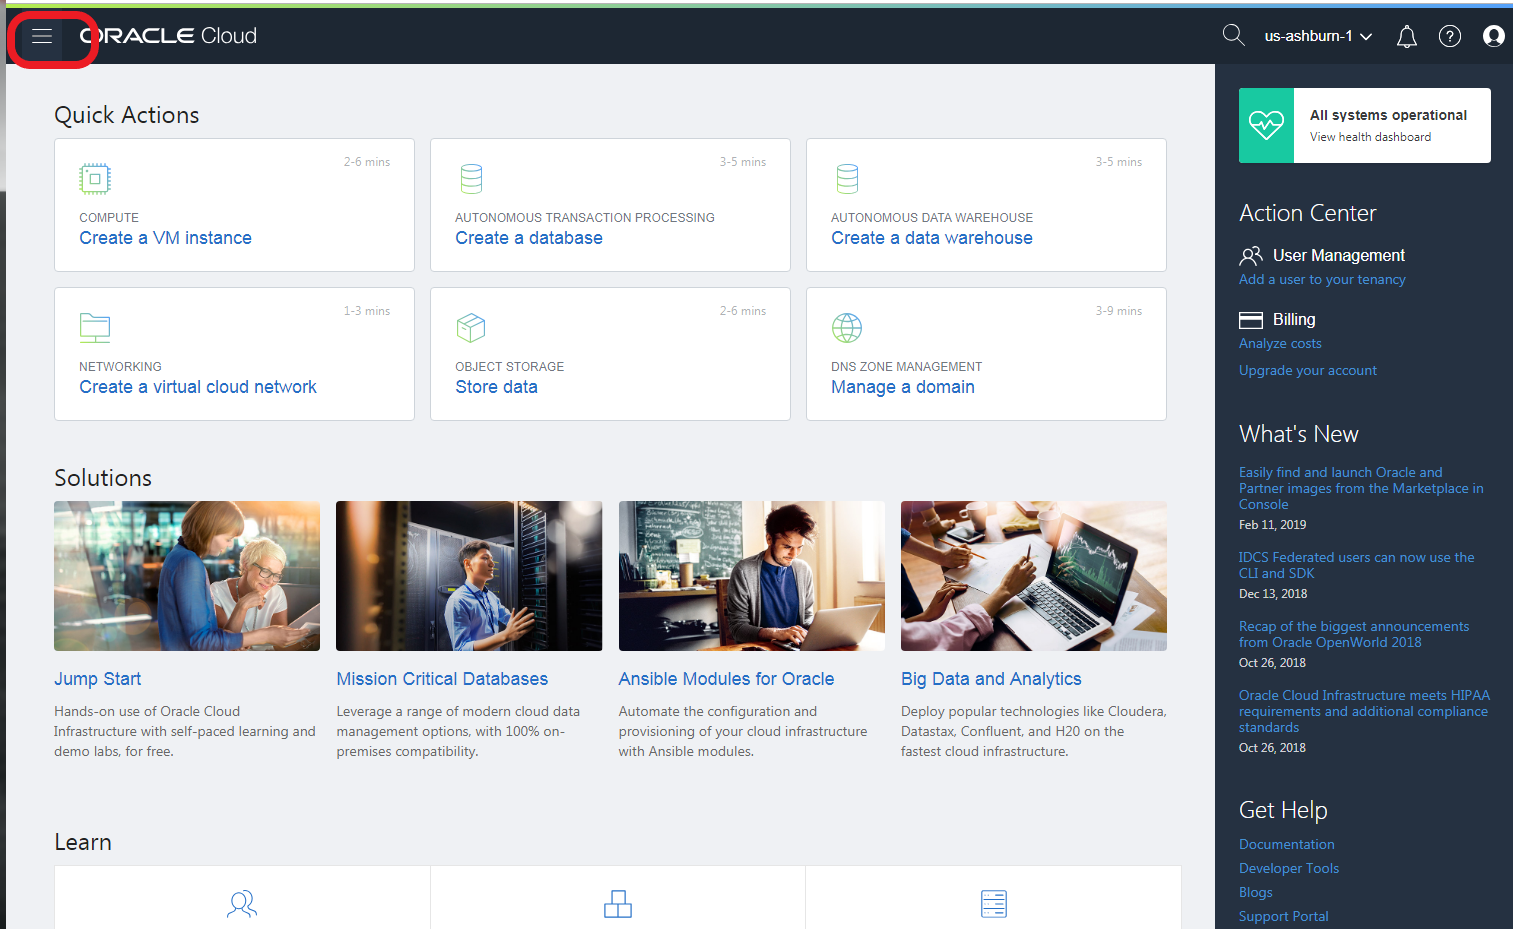 ORACLE Cloud
us-ashburn-1
Quick Actions
2-6 mins
COMPUTE
Create a VM instance
3-5 mins
AUTONOMOUS TRANSACTION PROCESSING
Create a database
3-5 mins
AUTONOMOUS DATA WAREHOUSE
Create a data warehouse
1-3 mins
NETWORKING
Create a virtual cloud network
2-6 mins
OBJECT STORAGE
Store data
3-9 mins
DNS ZONE MANAGEMENT
Manage a domain
Solutions
Jump Start
Hands-on use of Oracle Cloud
Infrastructure with self-paced learning and
demo labs, for free.
Mission Critical Databases
Leverage a range of modern cloud data
management options, with 100% on-
premises compatibility.
Ansible Modules for Oracle
Automate the configuration and
provisioning of your cloud infrastructure
with Ansible modules.
Big Data and Analytics
Deploy popular technologies like Cloudera,
Datastax, Confluent, and H20 on the
fastest cloud infrastructure.
Learn
All systems operational
View health dashboard
Action Center
User Management
Add a user to your tenancy
Billing
Analyze costs
Upgrade your account
What's New
Easily find and launch Oracle and
Partner images from the Marketplace in
Console
Feb 11, 2019
IDCS Federated users can now use the
CLI and SDK
Dec 13, 2018
Recap of the biggest announcements
from Oracle OpenWorld 2018
Oct 26, 2018
Oracle Cloud Infrastructure meets HIPAA
requirements and additional compliance
standards
Oct 26, 2018
Get Help
Documentation
Developer Tools
Blogs
Support Portal